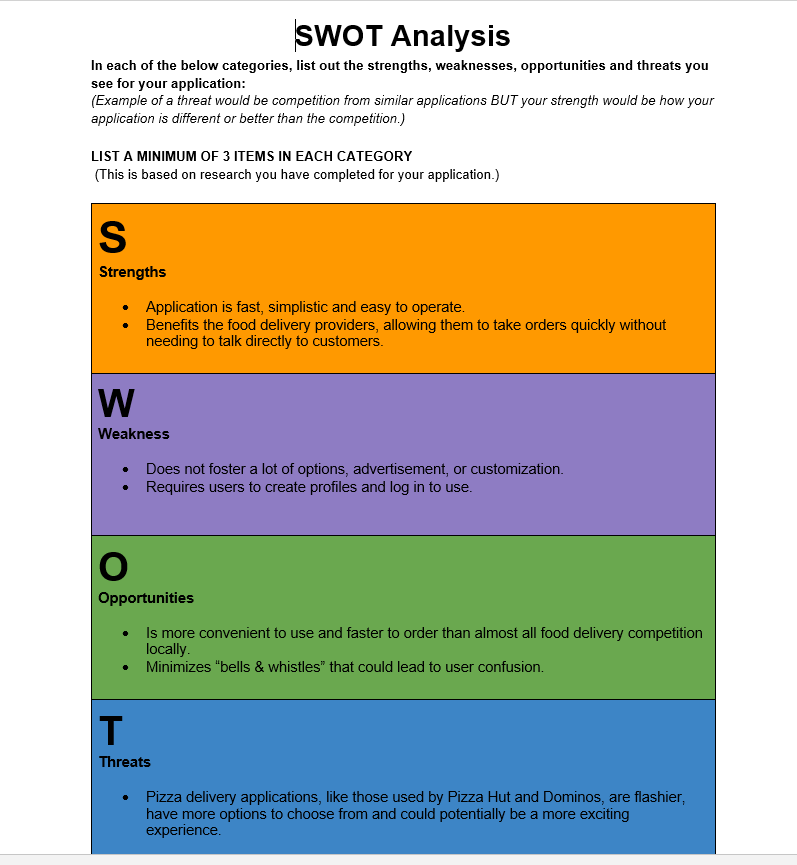 SWOT Analysis
In each of the below categories, list out the strengths, weaknesses, opportunities and threats you
see for your application:
(Example of a threat would be competition from similar applications BUT your strength would be how your
application is different or better than the competition.)
LIST A MINIMUM OF 3 ITEMS IN EACH CATEGORY
(This is based on research you have completed for your application.)
S
Strengths
• Application is fast, simplistic and easy to operate.
• Benefits the food delivery providers, allowing them to take orders quickly without
needing to talk directly to customers.
W
Weakness
• Does not foster a lot of options, advertisement, or customization.
• Requires users to create profiles and log in to use.
O
Opportunities
• Is more convenient to use and faster to order than almost all food delivery competition
locally.
• Minimizes “bells & whistles” that could lead to user confusion.
T
Threats
• Pizza delivery applications, like those used by Pizza Hut and Dominos, are flashier,
have more options to choose from and could potentially be a more exciting
experience.